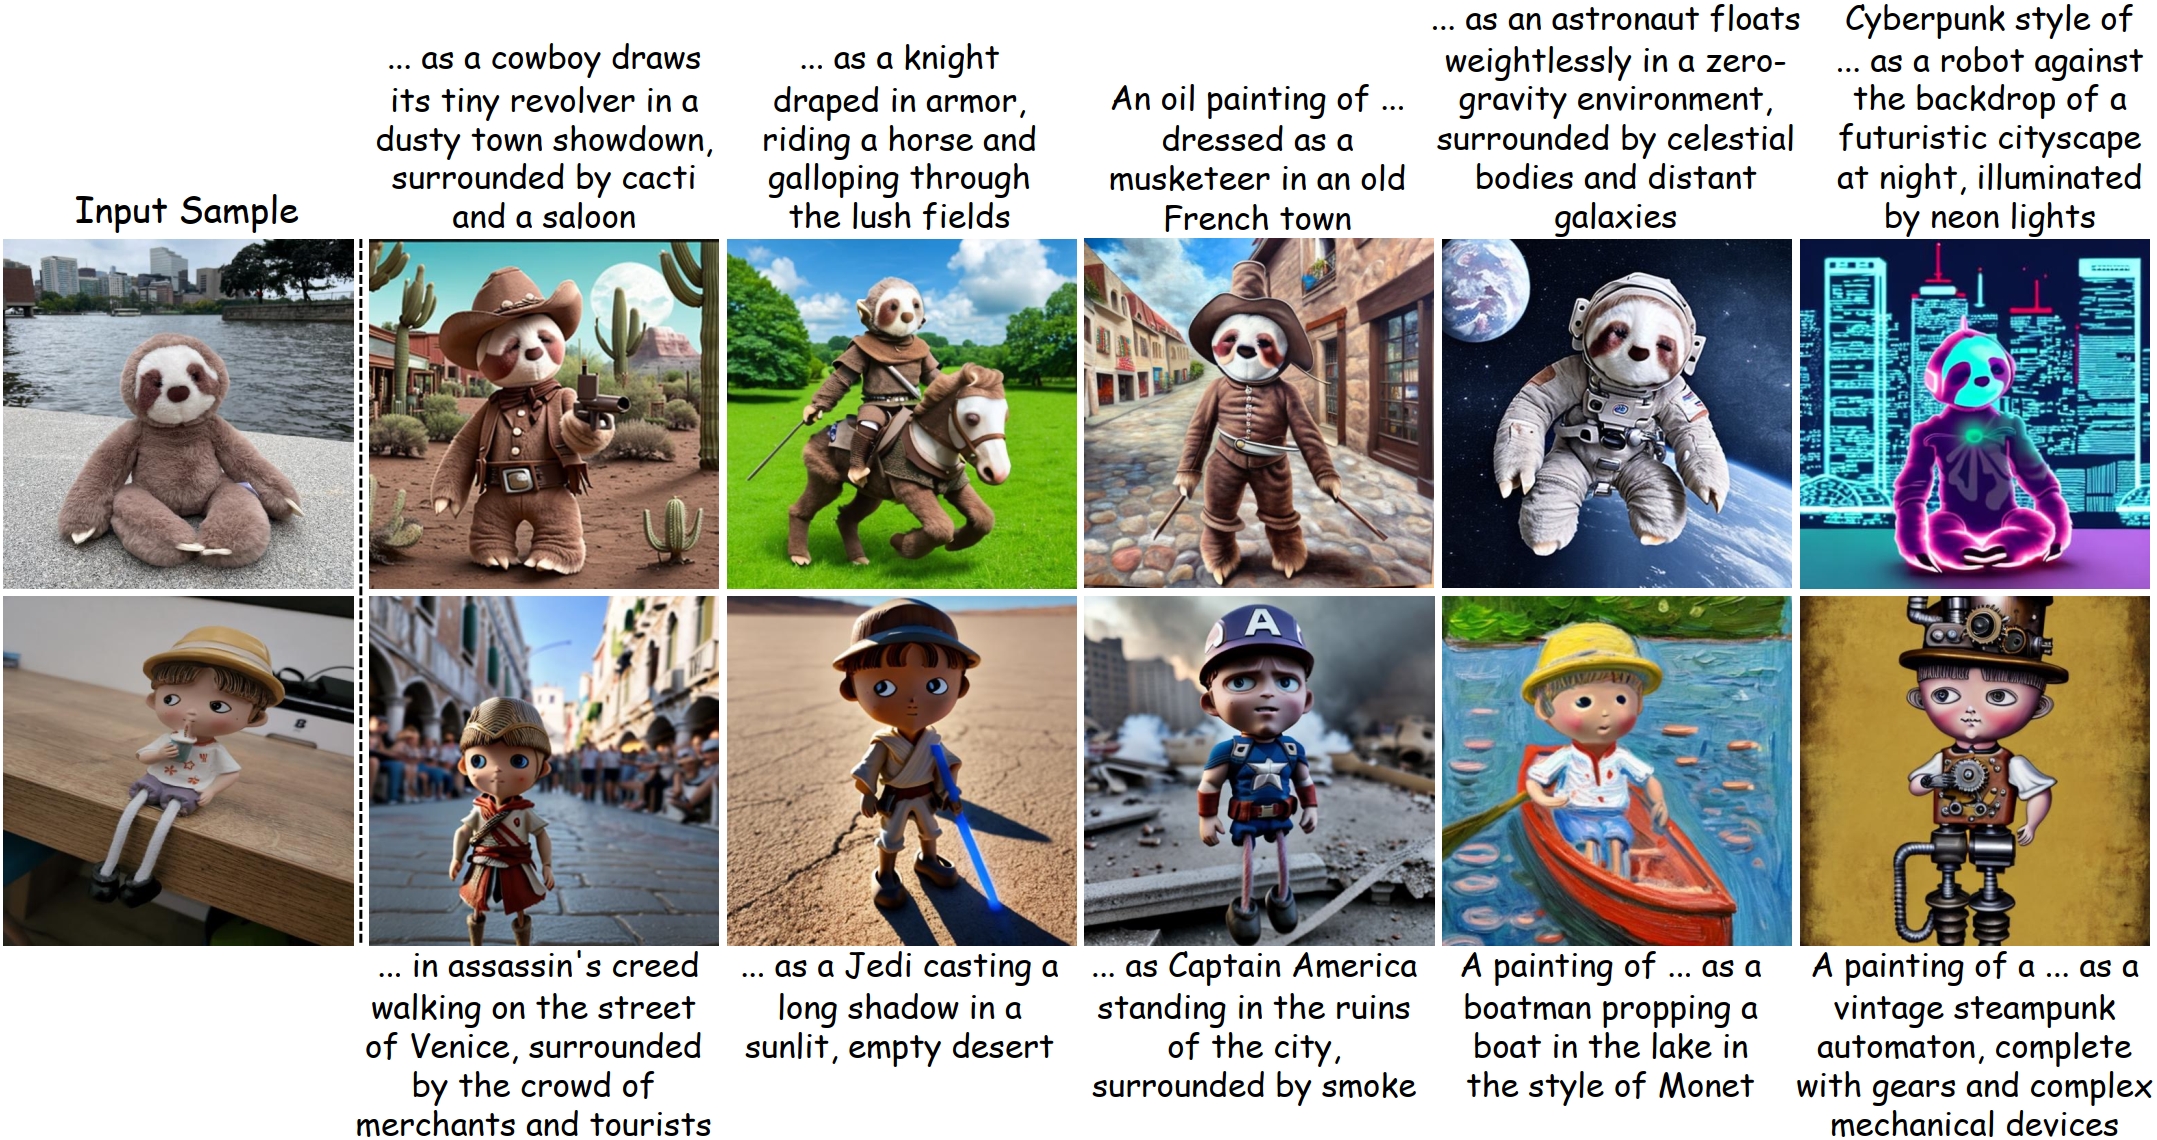 Input Sample
... as a cowboy draws
its tiny revolver in a
dusty town showdown,
surrounded by cacti
and a saloon
... as a knight
draped in armor,
riding a horse and
galloping through
the lush fields
An oil painting of ...
dressed as a
musketeer in an old
French town
... as an astronaut floats
weightlessly in a zero-
gravity environment,
surrounded by celestial
bodies and distant
galaxies
Cyberpunk style of
... as a robot against
the backdrop of a
futuristic cityscape
at night, illuminated
by neon lights
8
A
... in assassin's creed
walking on the street
of Venice, surrounded
by the crowd of
merchants and tourists
... as a Jedi casting a
long shadow in a
sunlit, empty desert
... as Captain America
standing in the ruins
of the city,
surrounded by smoke
A painting of ... as a
boatman propping a
boat in the lake in
the style of Monet
A painting of a ... as a
vintage steampunk
automaton, complete
with gears and complex
mechanical devices